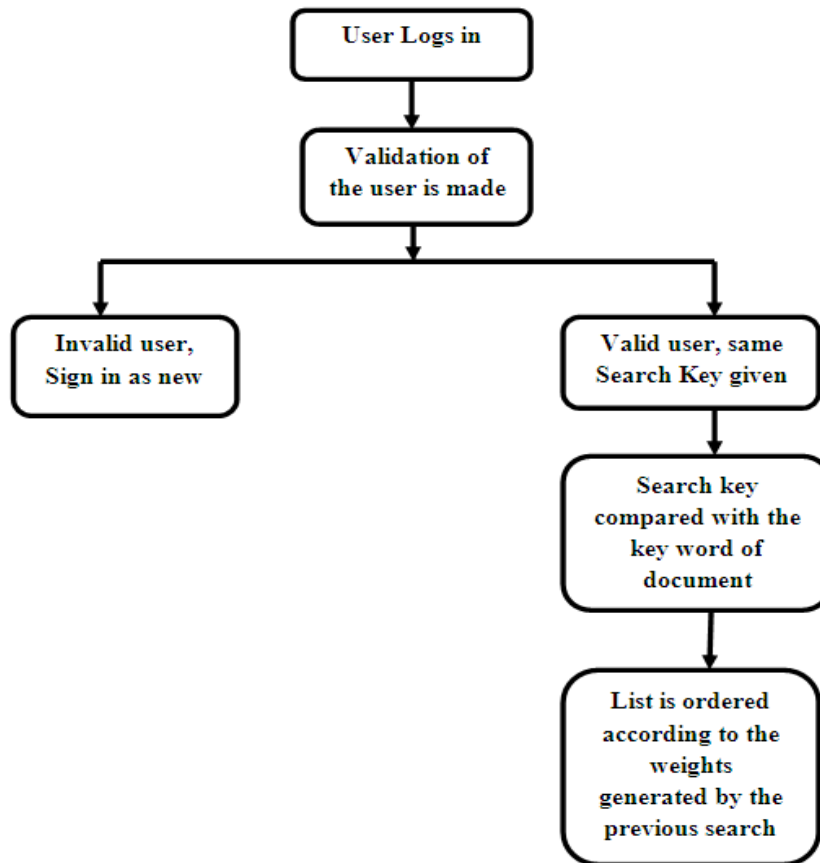 User Logs in
Validation of
the user is made
Invalid user,
Sign in as new
Valid user, same
Search Key given
Search key
compared with the
key word of
document
List is ordered
according to the
weights
generated by the
previous search